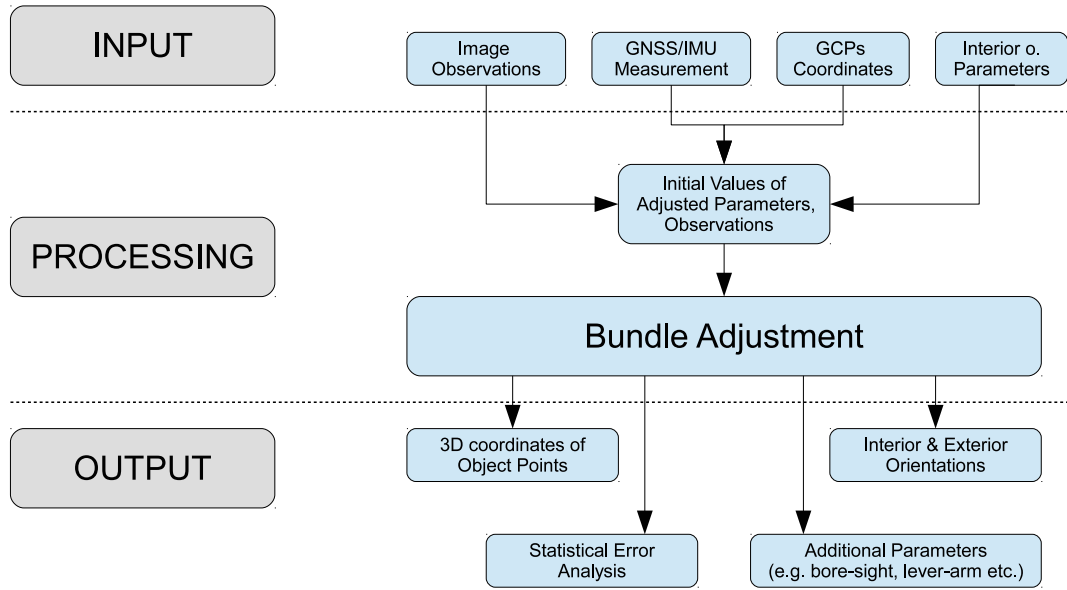 INPUT
Image
Observations
GNSS/IMU
Measurement
GCPs
Coordinates
Interior o.
Parameters
PROCESSING
Initial Values of
Adjusted Parameters,
Observations
Bundle Adjustment
OUTPUT
3D coordinates of
Object Points
Interior & Exterior
Orientations
Statistical Error
Analysis
Additional Parameters
(e.g. bore-sight, lever-arm etc.)